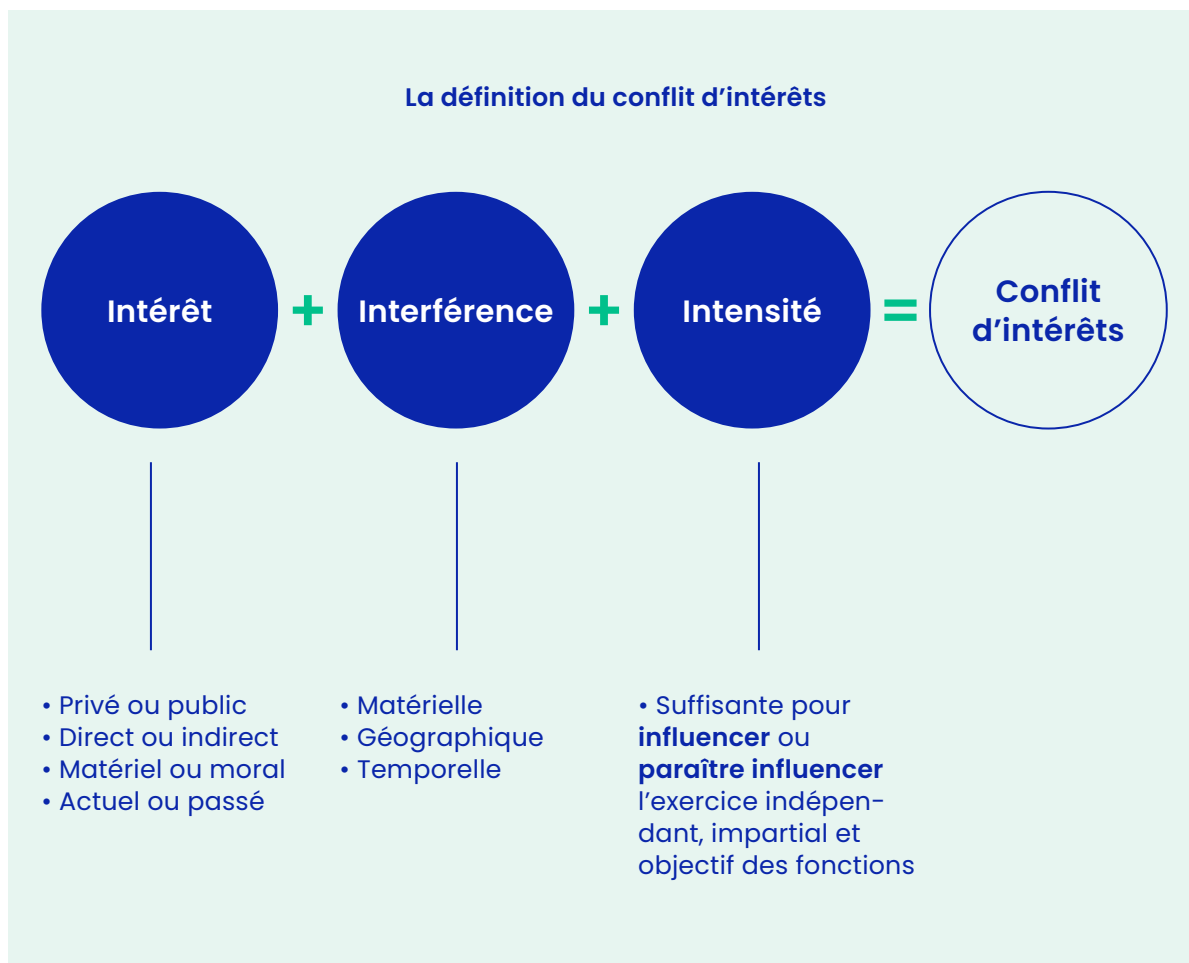 La définition du conflit d’intérêts
Intérêt
+
Interférence
+
Intensité
=
Conflit
d’intérêts
• Privé ou public
• Direct ou indirect
• Matériel ou moral
• Actuel ou passé
• Matérielle
• Géographique
• Temporelle
• Suffisante pour
influencer ou
paraître influencer
l’exercice indépen-
dant, impartial et
objectif des fonctions